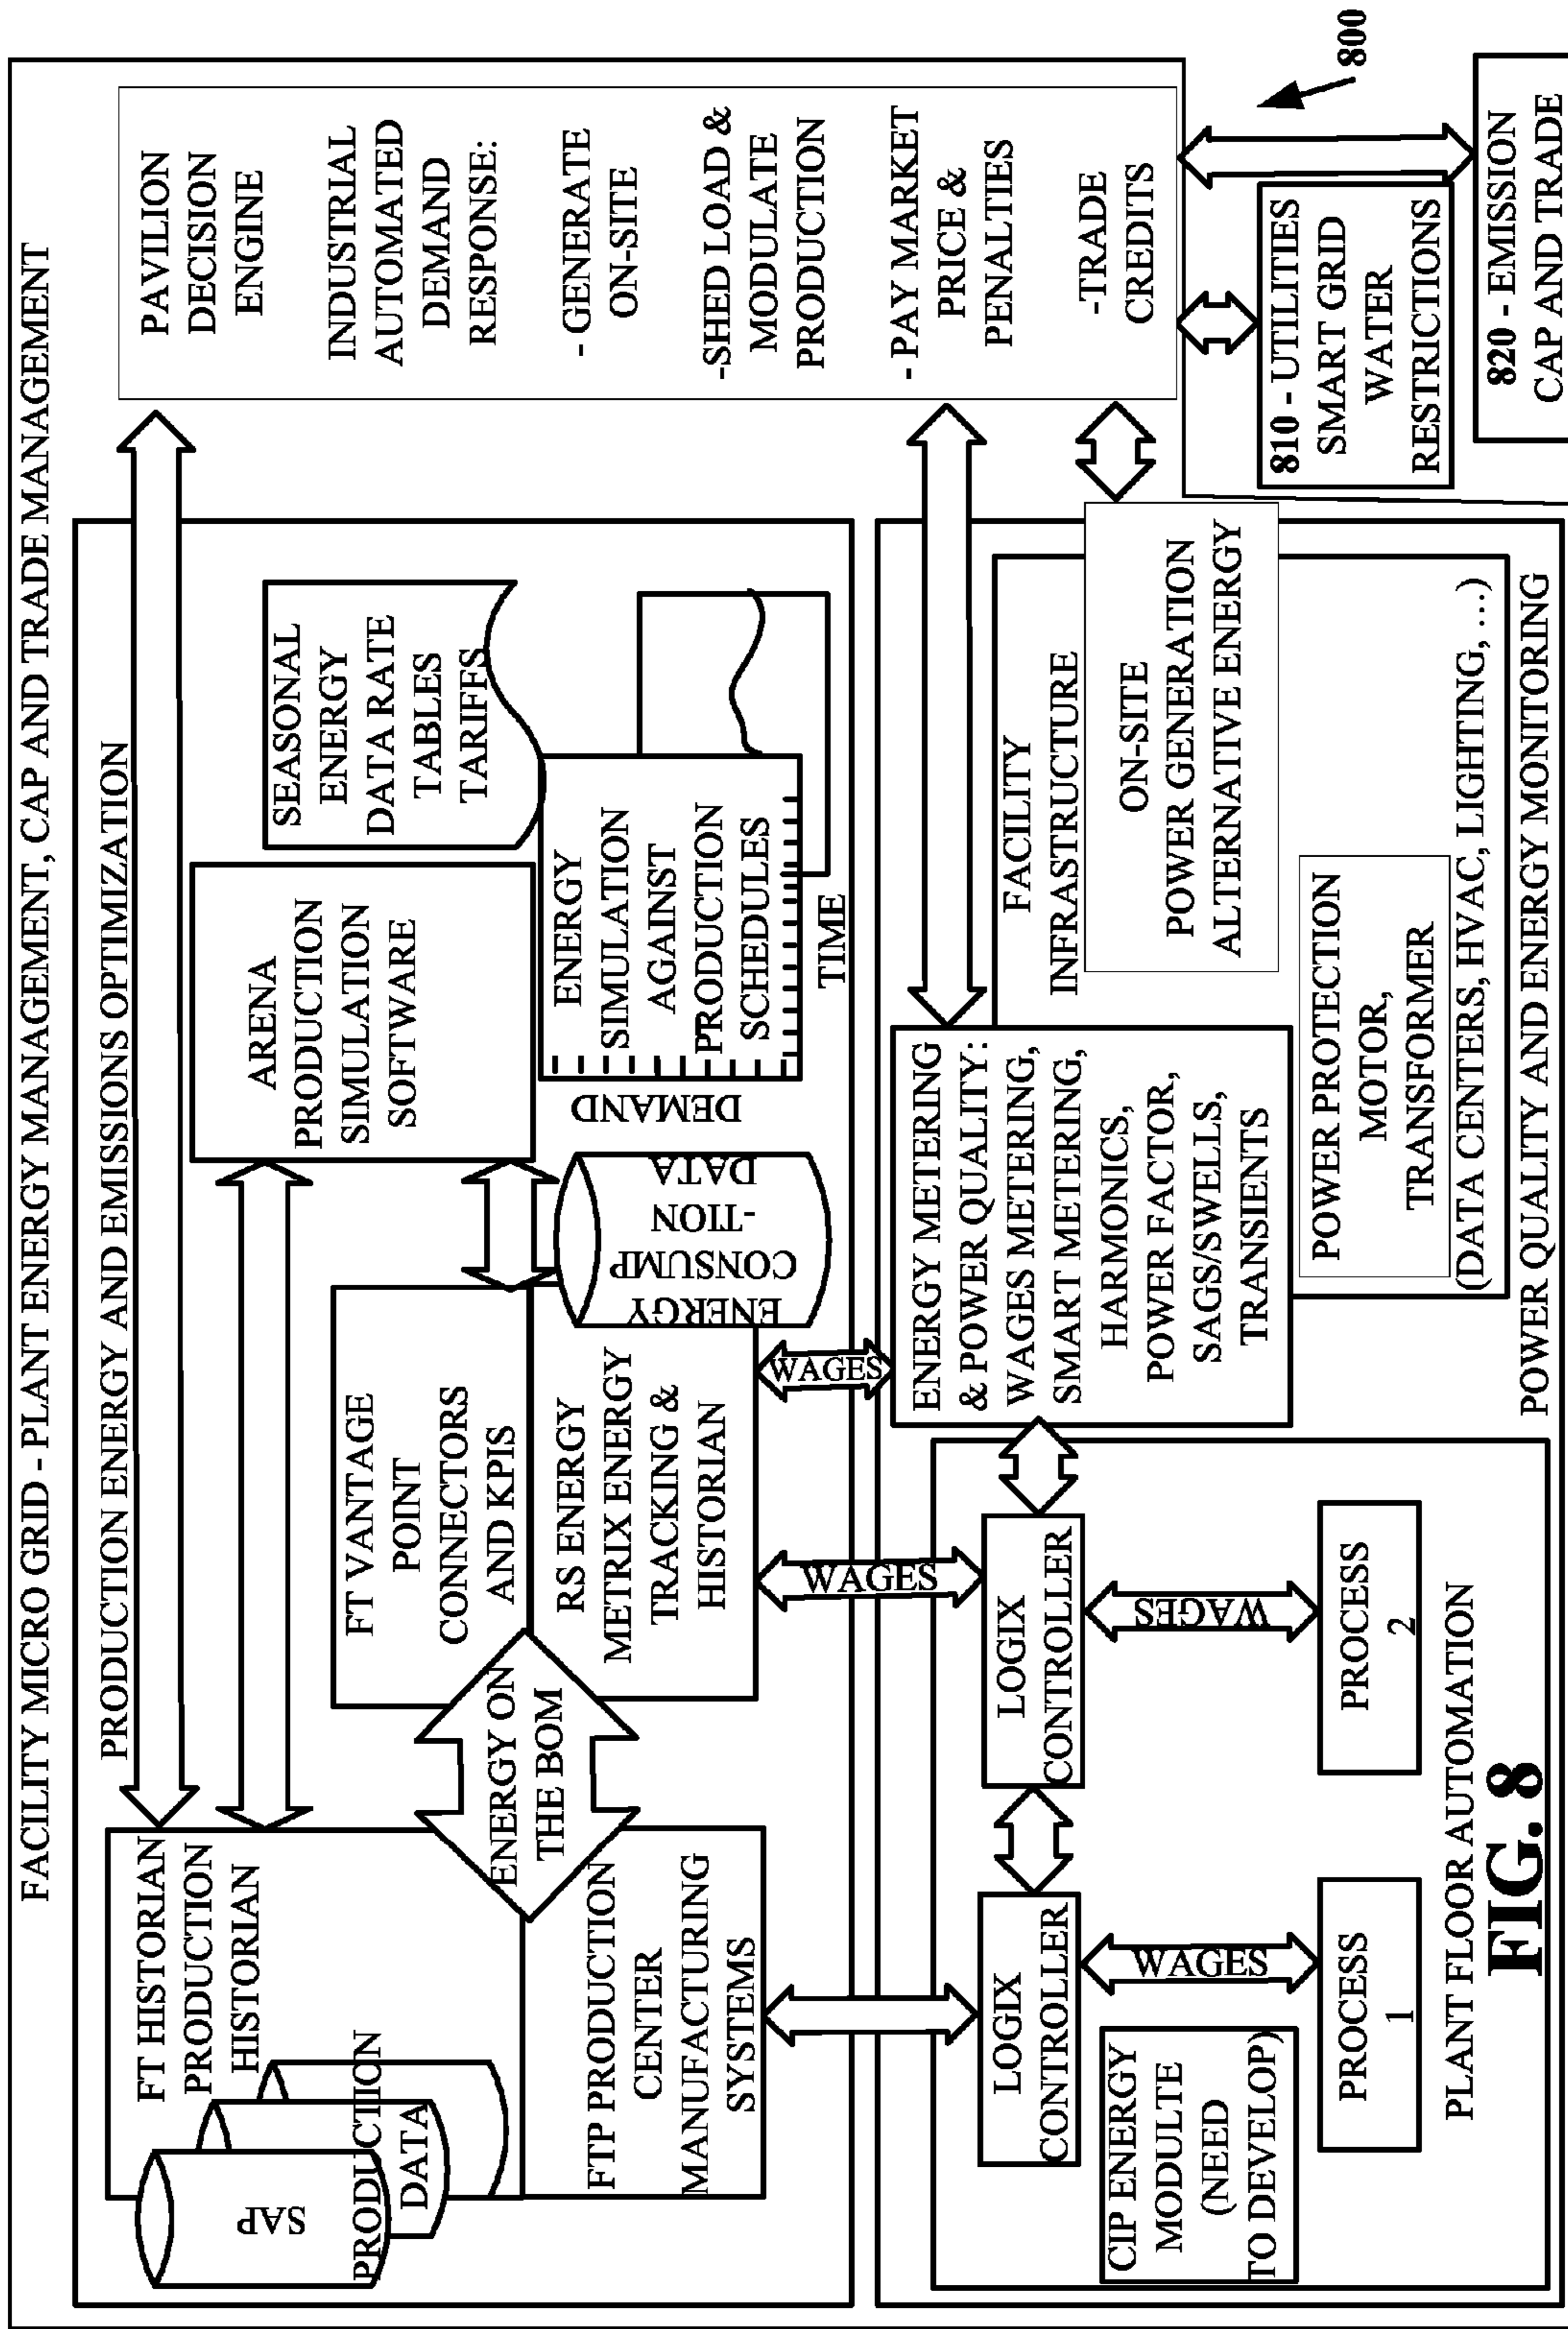 FACILITY MICRO GRID - PLANT ENERGY MANAGEMENT, CAP AND TRADE MANAGEMENT
PRODUCTION ENERGY AND EMISSIONS OPTIMIZATION
FT HISTORIAN
PRODUCTION
HISTORIAN
SAP
PRODUCTION
DATA
FTP PRODUCTION
CENTER
MANUFACTURING
SYSTEMS
ENERGY ON
THE BOM
FT VANTAGE
POINT
CONNECTORS
AND KPIS
RS ENERGY
METRIX ENERGY
TRACKING &
HISTORIAN
ENERGY
CONSUMP
-TION
DATA
ARENA
PRODUCTION
SIMULATION
SOFTWARE
SEASONAL
ENERGY
DATA RATE
TABLES
TARIFFS
ENERGY
SIMULATION
AGAINST
PRODUCTION
SCHEDULES
DEMAND
TIME
PAVILION
DECISION
ENGINE
INDUSTRIAL
AUTOMATED
DEMAND
RESPONSE:
- GENERATE
ON-SITE
-SHED LOAD &
MODULATE
PRODUCTION
- PAY MARKET
PRICE &
PENALTIES
-TRADE
CREDITS
800
810 - UTILITIES
SMART GRID
WATER
RESTRICTIONS
820 - EMISSION
CAP AND TRADE
WAGES
WAGES
LOGIX
CONTROLLER
LOGIX
CONTROLLER
CIP ENERGY
MODULTE
(NEED
TO DEVELOP)
WAGES
WAGES
PROCESS
1
PROCESS
2
PLANT FLOOR AUTOMATION
ENERGY METERING
& POWER QUALITY:
WAGES METERING,
SMART METERING,
HARMONICS,
POWER FACTOR,
SAGS/SWELLS,
TRANSIENTS
FACILITY
INFRASTRUCTURE
ON-SITE
POWER GENERATION
ALTERNATIVE ENERGY
POWER PROTECTION
MOTOR,
TRANSFORMER
(DATA CENTERS, HVAC, LIGHTING, ...)
POWER QUALITY AND ENERGY MONITORING
FIG. 8